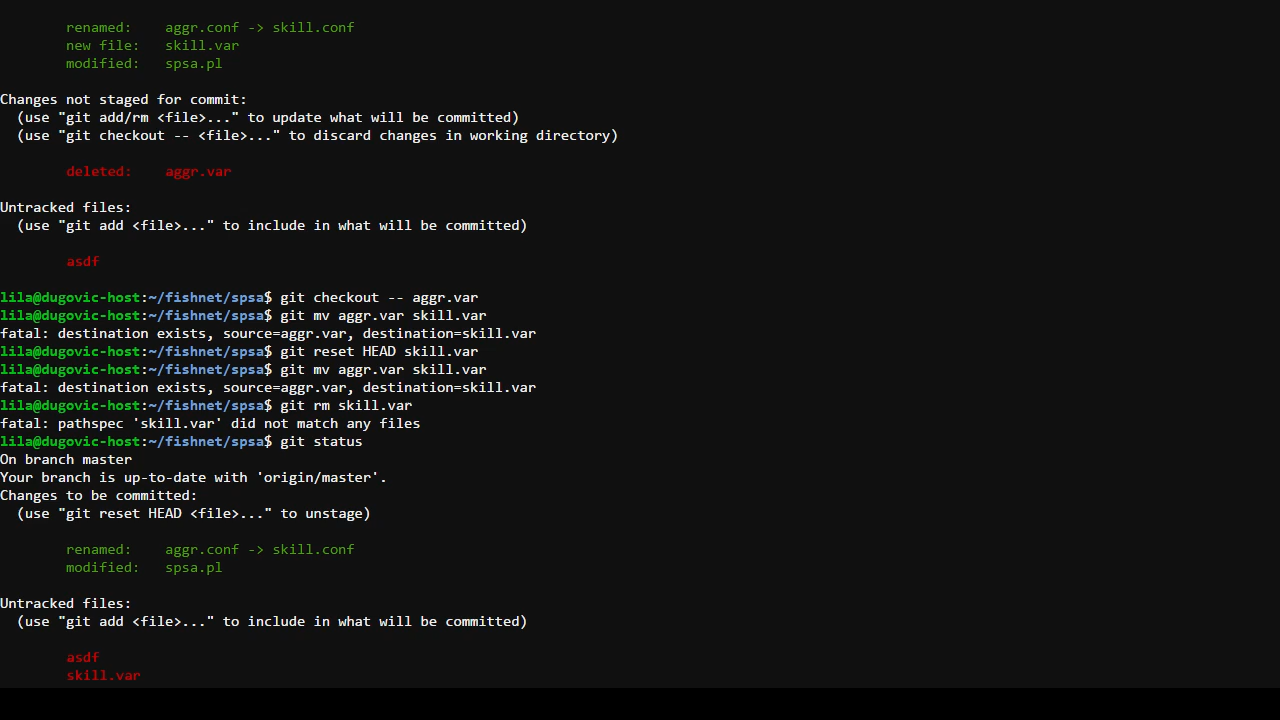 renamed:    aggr.conf -> skill.conf
new file:   skill.var
modified:   spsa.pl
Changes not staged for commit:
(use "git add/rm <file>..." to update what will be committed)
(use "git checkout -- <file>..." to discard changes in working directory)
deleted:    aggr.var
Untracked files:
(use "git add <file>..." to include in what will be committed)
asdf
lila@dugovic-host:~/fishnet/spsa$ git checkout -- aggr.var
lila@dugovic-host:~/fishnet/spsa$ git mv aggr.var skill.var
fatal: destination exists, source=aggr.var, destination=skill.var
lila@dugovic-host:~/fishnet/spsa$ git reset HEAD skill.var
lila@dugovic-host:~/fishnet/spsa$ git mv aggr.var skill.var
fatal: destination exists, source=aggr.var, destination=skill.var
lila@dugovic-host:~/fishnet/spsa$ git rm skill.var
fatal: pathspec 'skill.var' did not match any files
lila@dugovic-host:~/fishnet/spsa$ git status
On branch master
Your branch is up-to-date with 'origin/master'.
Changes to be committed:
(use "git reset HEAD <file>..." to unstage)
renamed:    aggr.conf -> skill.conf
modified:   spsa.pl
Untracked files:
(use "git add <file>..." to include in what will be committed)
asdf
skill.var